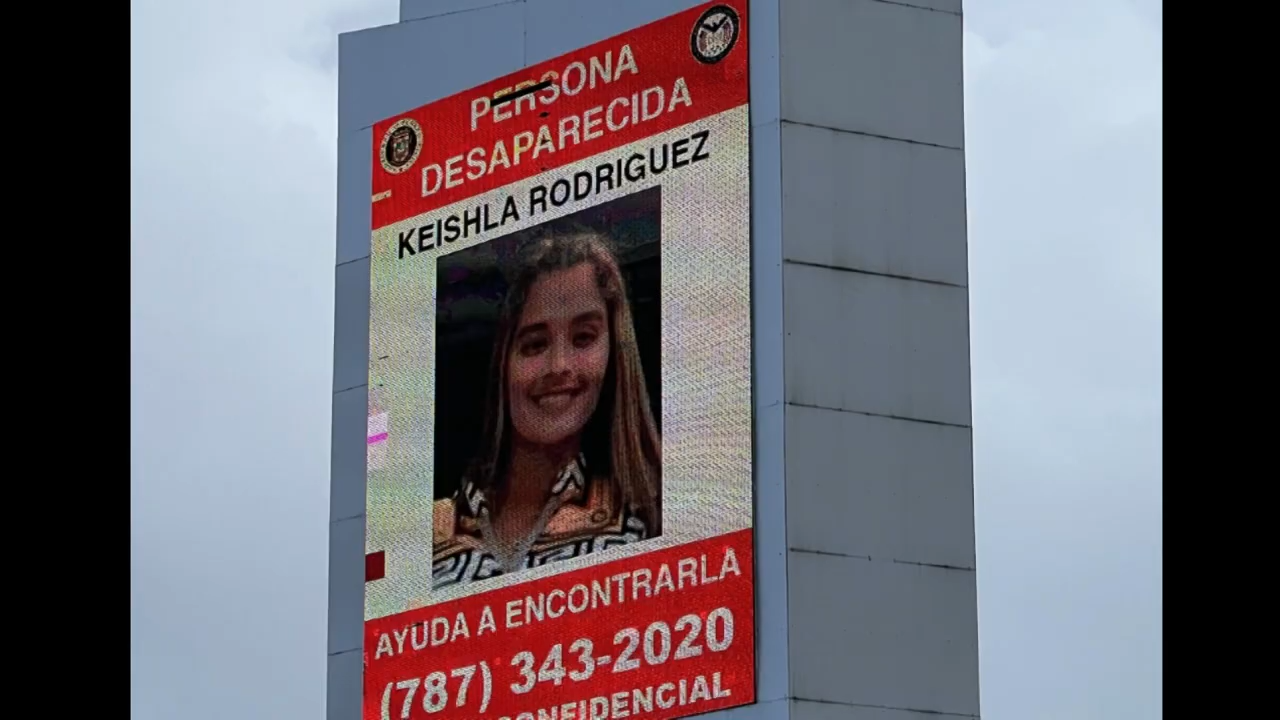 PERSONA
DESAPARECIDA
KEISHLA RODRIGUEZ
AYUDA A ENCONTRARLA
(787) 343-2020
CONFIDENCIAL